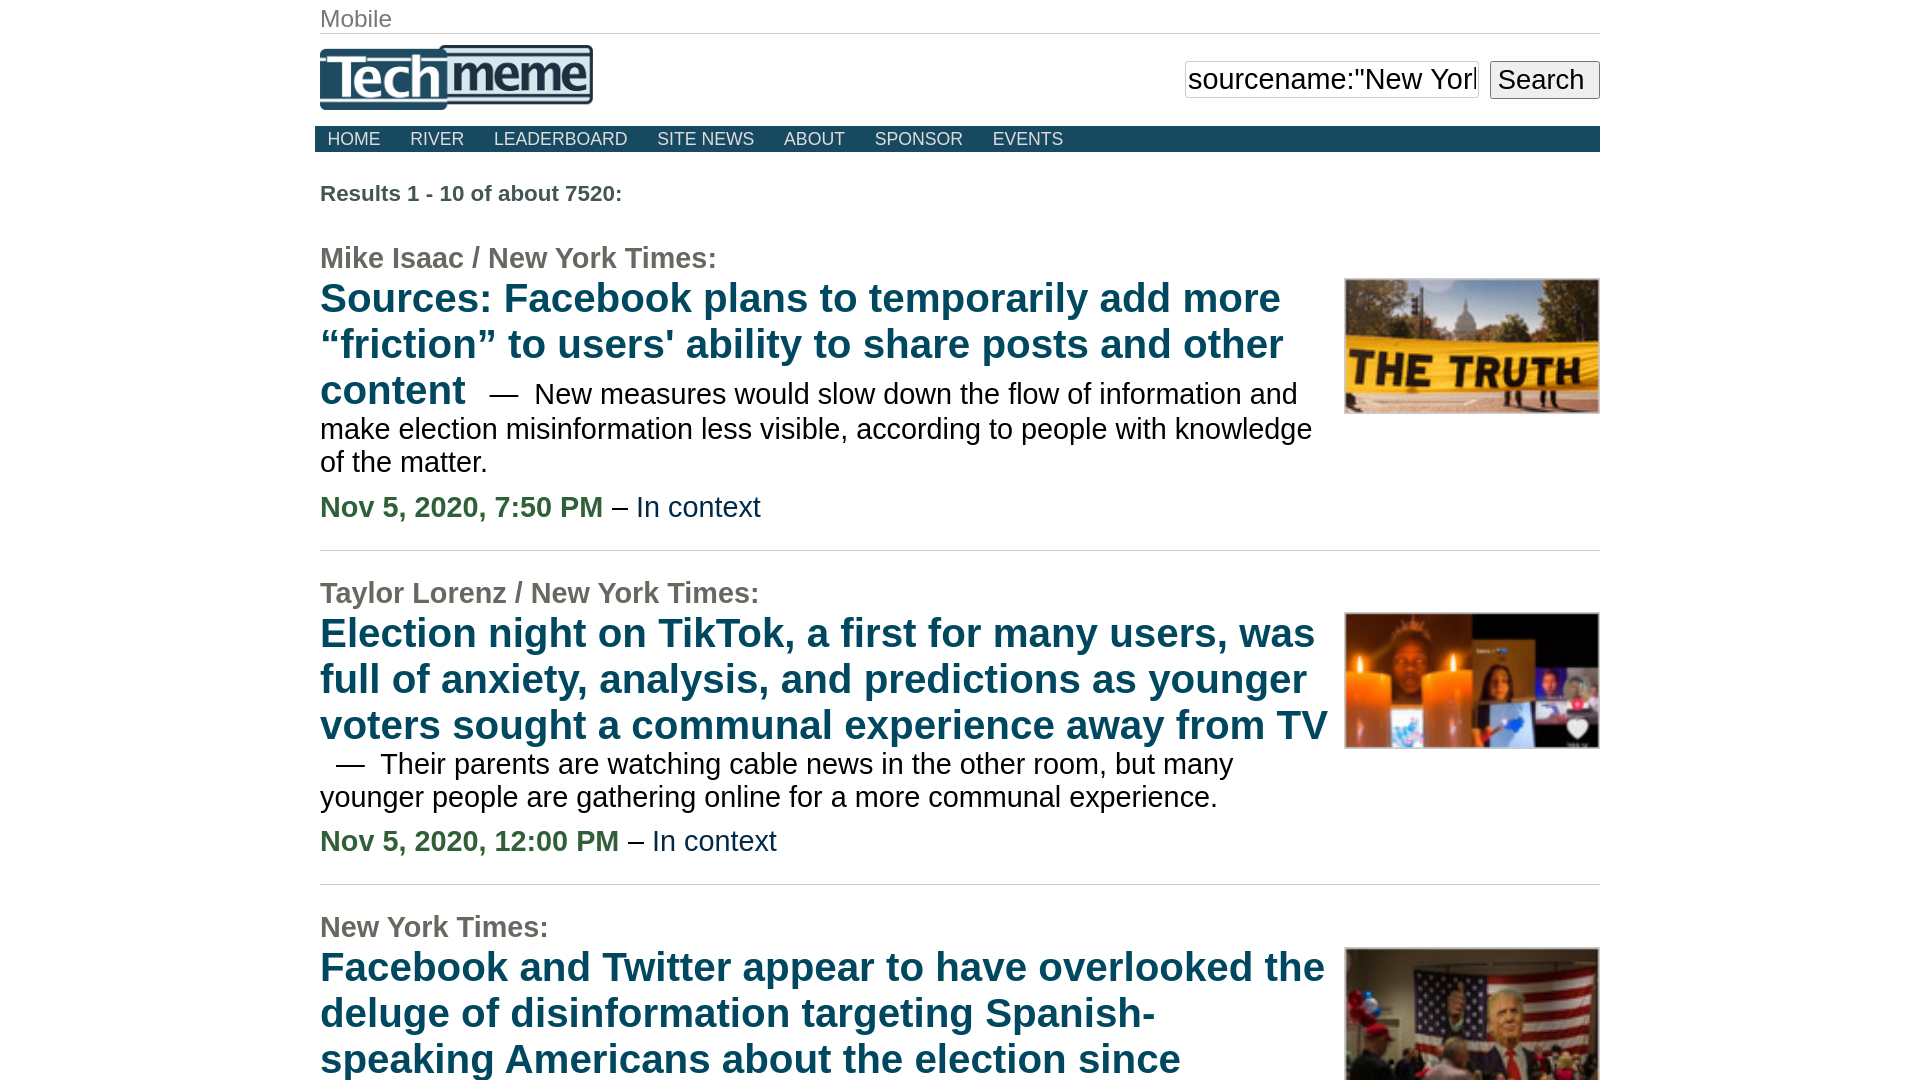 Mobile
Techmeme
sourcename:"New Yorl
Search
HOME RIVER LEADERBOARD SITE NEWS ABOUT SPONSOR EVENTS
Results 1 - 10 of about 7520:
Mike Isaac / New York Times:
Sources: Facebook plans to temporarily add more
“friction” to users' ability to share posts and other
content — New measures would slow down the flow of information and
make election misinformation less visible, according to people with knowledge
of the matter.
THE TRUTH
Nov 5, 2020, 7:50 PM – In context
Taylor Lorenz / New York Times:
Election night on TikTok, a first for many users, was
full of anxiety, analysis, and predictions as younger
voters sought a communal experience away from TV
— Their parents are watching cable news in the other room, but many
younger people are gathering online for a more communal experience.
Nov 5, 2020, 12:00 PM – In context
New York Times:
Facebook and Twitter appear to have overlooked the
deluge of disinformation targeting Spanish-
speaking Americans about the election since